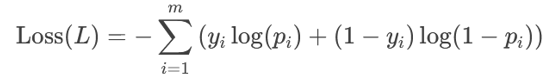 Loss(L) = − ∑_{i=1}^{m} (y_i log(p_i) + (1 − y_i) log(1 − p_i))